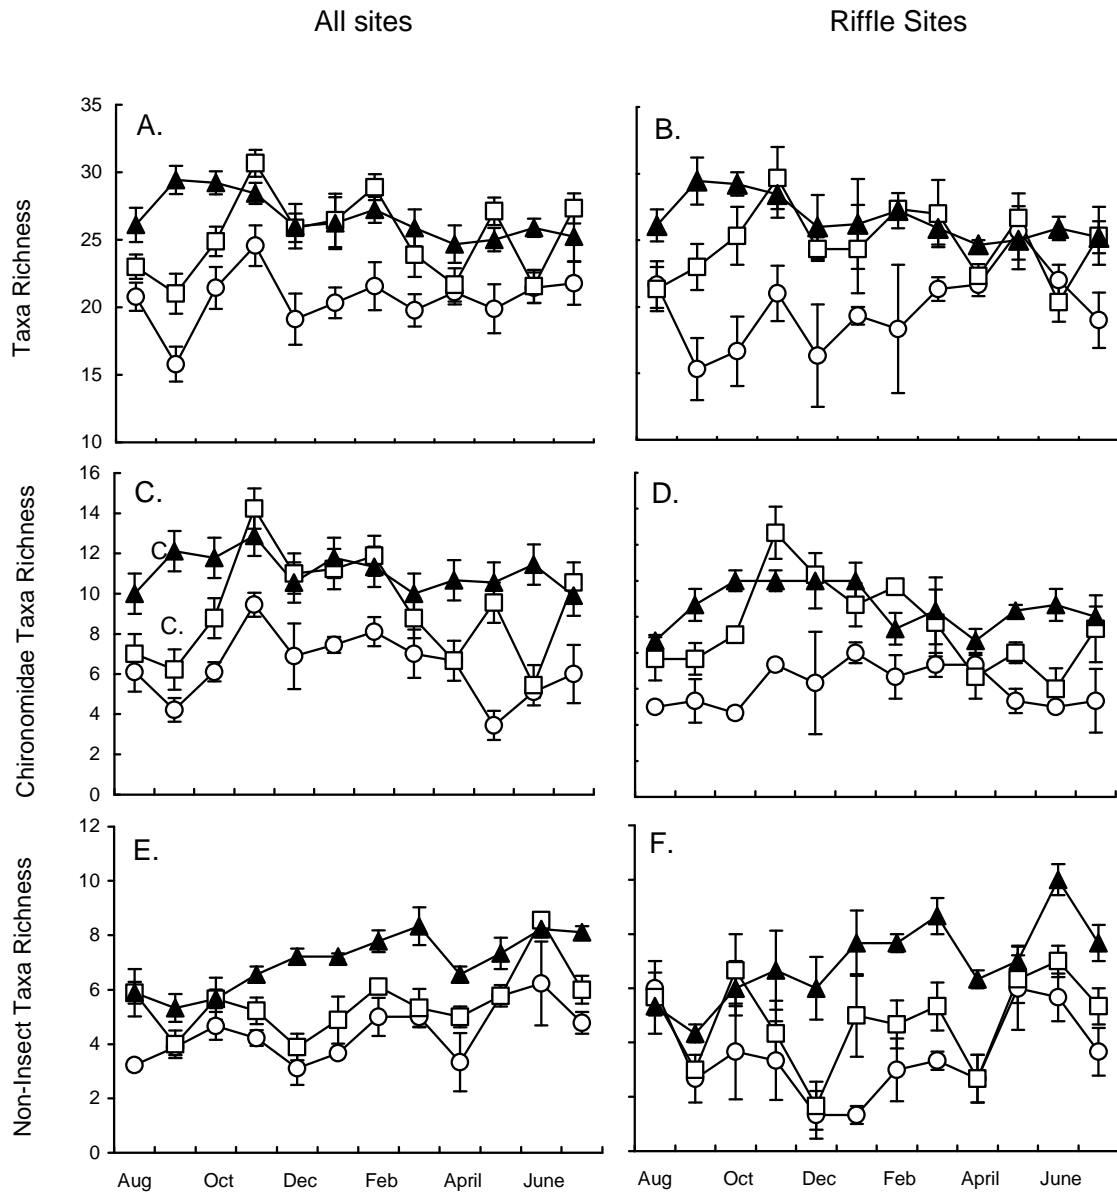 All sites
Riffle Sites
Taxa Richness
35
30
25
20
15
10
A.
B.
Chironomidae Taxa Richness
16
14
12
10
8
6
4
2
0
C.
C.
C.
D.
Non-Insect Taxa Richness
12
10
8
6
4
2
0
E.
F.
Aug Oct Dec Feb April June
Aug Oct Dec Feb April June